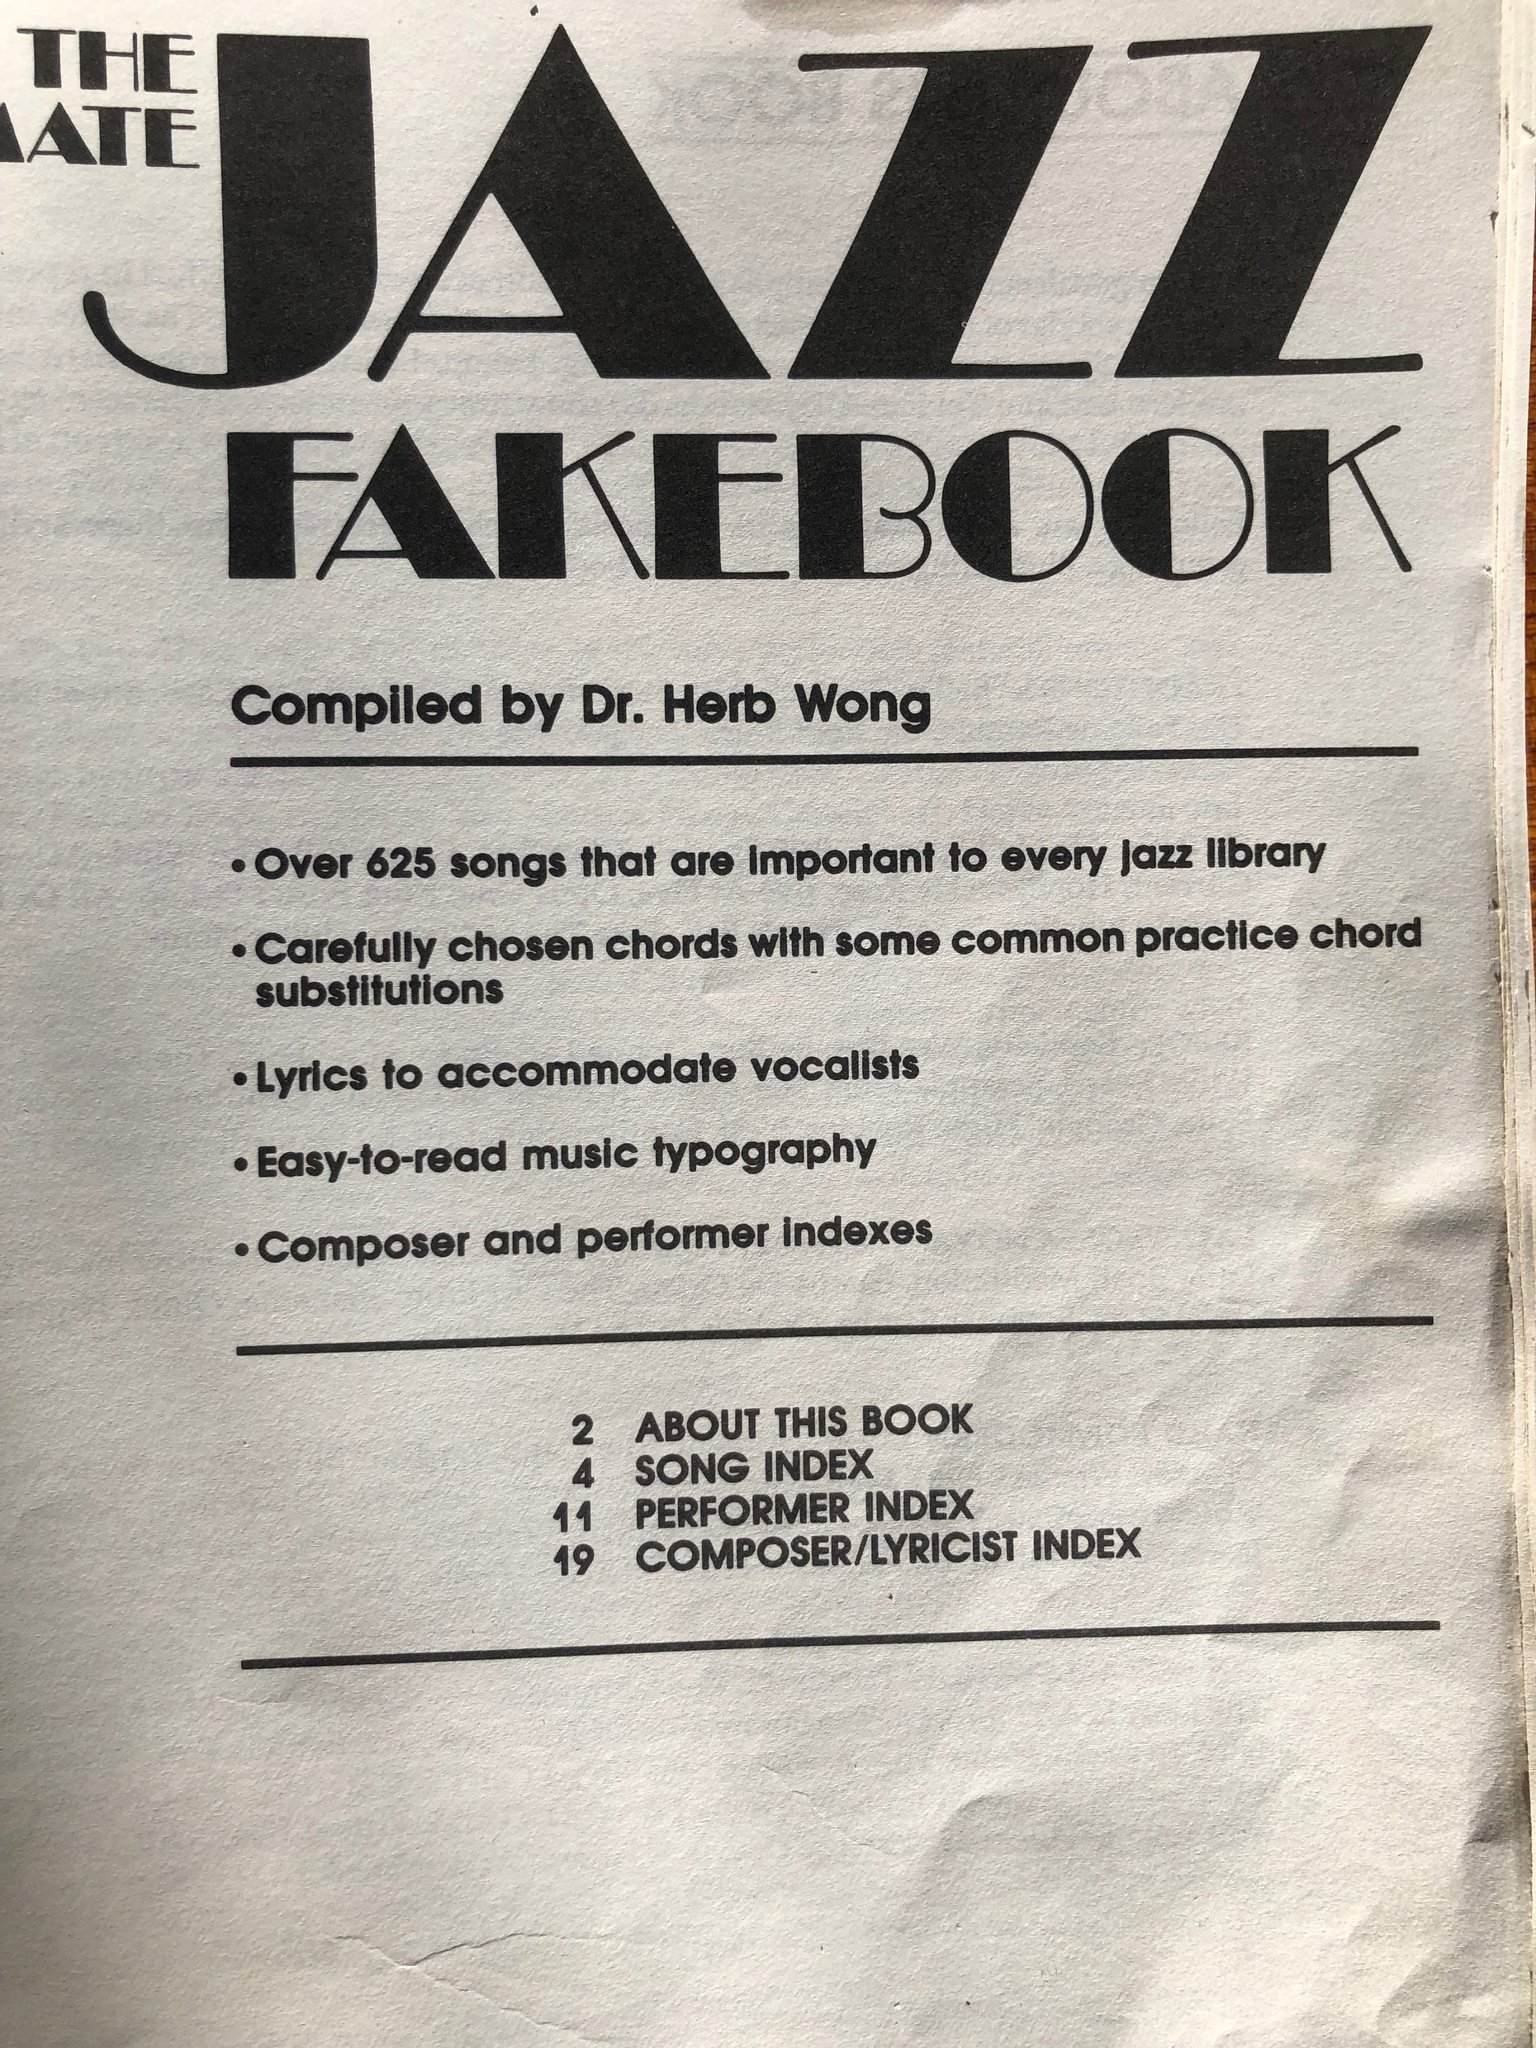 THE
MATE
JAZZ
FAKEBOOK
Compiled by Dr. Herb Wong
• Over 625 songs that are important to every jazz library
• Carefully chosen chords with some common practice chord
substitutions
• Lyrics to accommodate vocalists
• Easy-to-read music typography
• Composer and performer indexes
2 ABOUT THIS BOOK
4 SONG INDEX
11 PERFORMER INDEX
19 COMPOSER/LYRICIST INDEX